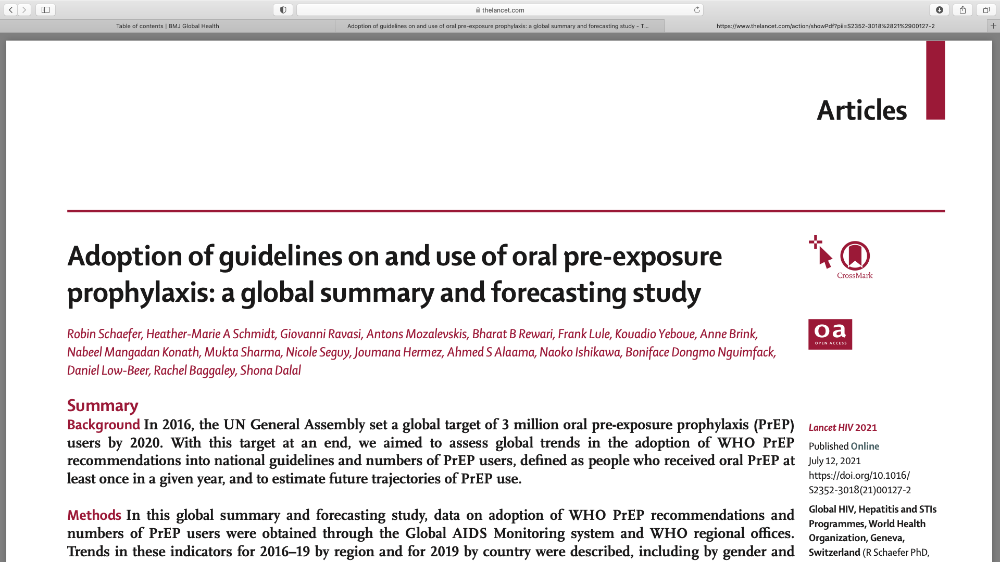 thelancet.com
Table of contents | BMJ Global Health
Adoption of guidelines on and use of oral pre-exposure prophylaxis: a global summary and forecasting study - T...
https://www.thelancet.com/action/showPdf?pii=S2352-3018%2821%2900127-2
Articles
Adoption of guidelines on and use of oral pre-exposure
prophylaxis: a global summary and forecasting study
CrossMark
oa
OPEN ACCESS
Robin Schaefer, Heather-Marie A Schmidt, Giovanni Ravasi, Antons Mozalevskis, Bharat B Rewari, Frank Lule, Kouadio Yeboue, Anne Brink,
Nabeel Mangadan Konath, Mukta Sharma, Nicole Seguy, Joumana Hermez, Ahmed S Alaama, Naoko Ishikawa, Boniface Dongmo Nguimfack,
Daniel Low-Beer, Rachel Baggaley, Shona Dalal
Summary
Background In 2016, the UN General Assembly set a global target of 3 million oral pre-exposure prophylaxis (PrEP)
users by 2020. With this target at an end, we aimed to assess global trends in the adoption of WHO PrEP
recommendations into national guidelines and numbers of PrEP users, defined as people who received oral PrEP at
least once in a given year, and to estimate future trajectories of PrEP use.
Methods In this global summary and forecasting study, data on adoption of WHO PrEP recommendations and
numbers of PrEP users were obtained through the Global AIDS Monitoring system and WHO regional offices.
Trends in these indicators for 2016–19 by region and for 2019 by country were described, including by gender and
Lancet HIV 2021
Published Online
July 12, 2021
https://doi.org/10.1016/
S2352-3018(21)00127-2
Global HIV, Hepatitis and STIs
Programmes, World Health
Organization, Geneva,
Switzerland (R Schaefer PhD,